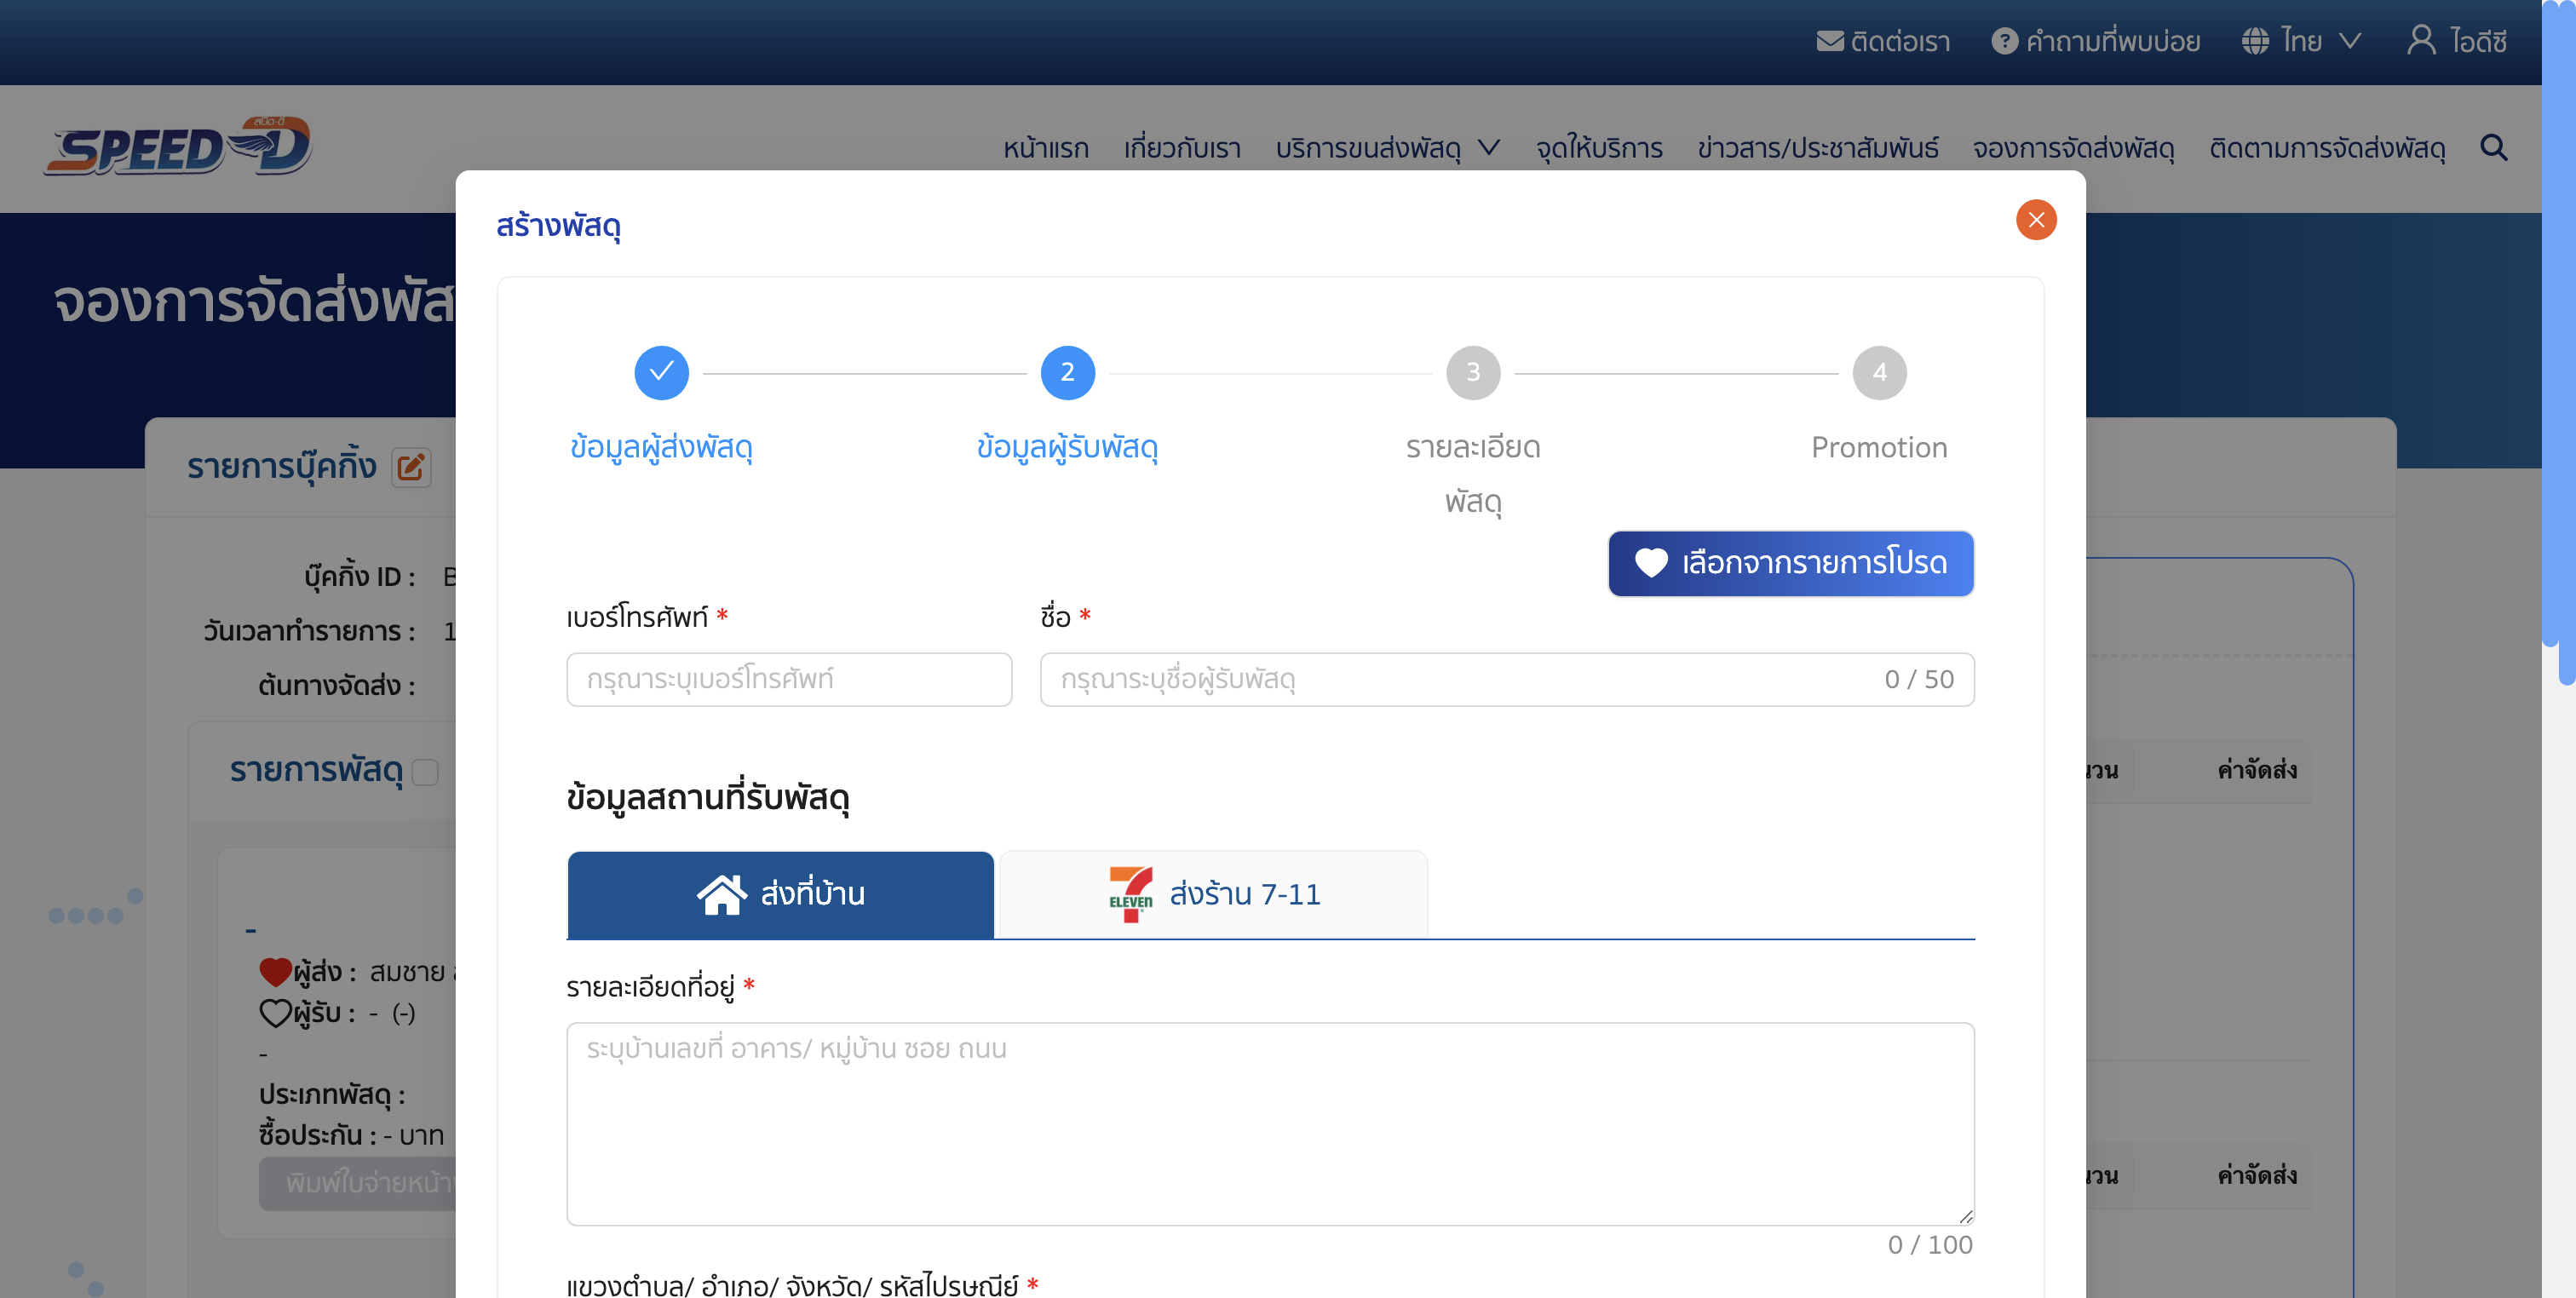 ติดต่อเรา คำถามที่พบบ่อย ไทย ไอดีซี
สปีด-ดี
SPEED-D
หน้าแรก เกี่ยวกับเรา บริการขนส่งพัสดุ จุดให้บริการ ข่าวสาร/ประชาสัมพันธ์ จองการจัดส่งพัสดุ ติดตามการจัดส่งพัสดุ
จองการจัดส่งพัส
สร้างพัสดุ
2 3 4
ข้อมูลผู้ส่งพัสดุ ข้อมูลผู้รับพัสดุ รายละเอียด Promotion
พัสดุ
เลือกจากรายการโปรด
เบอร์โทรศัพท์ * ชื่อ *
กรุณาระบุเบอร์โทรศัพท์ กรุณาระบุชื่อผู้รับพัสดุ 0 / 50
ข้อมูลสถานที่รับพัสดุ
ส่งที่บ้าน ELEVEN ส่งร้าน 7-11
รายละเอียดที่อยู่ *
ระบุบ้านเลขที่ อาคาร/ หมู่บ้าน ซอย ถนน
0 / 100
แขวงตำบล/ อำเภอ/ จังหวัด/ รหัสไปรษณีย์ *
รายการบุ๊คกิ้ง
บุ๊คกิ้ง ID : B
วันเวลาทำรายการ : 1
ต้นทางจัดส่ง :
รายการพัสดุ
-
ผู้ส่ง : สมชาย
ผู้รับ : - (-)
-
ประเภทพัสดุ :
ซื้อประกัน : - บาท
พิมพ์ใบจ่ายหน้า
ค่าจัดส่ง
ค่าจัดส่ง